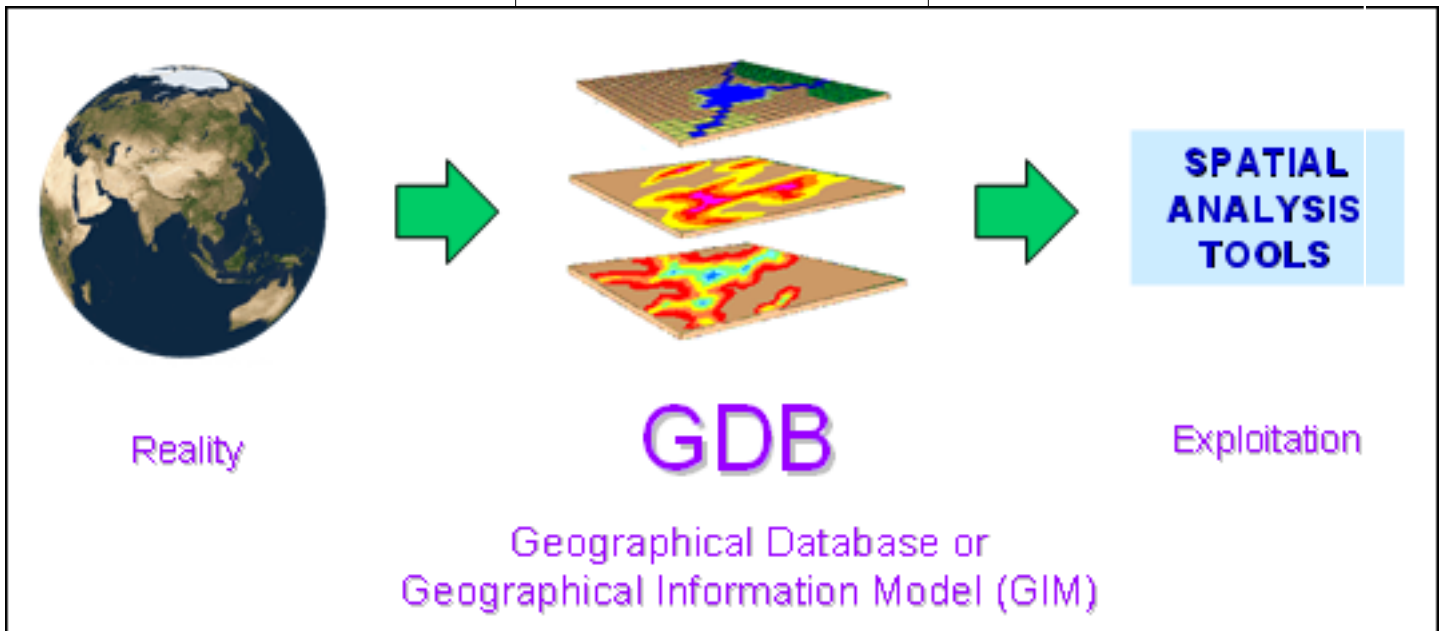 SPATIAL
ANALYSIS
TOOLS
Reality
GDB
Exploitation
Geographical Database or
Geographical Information Model (GIM)